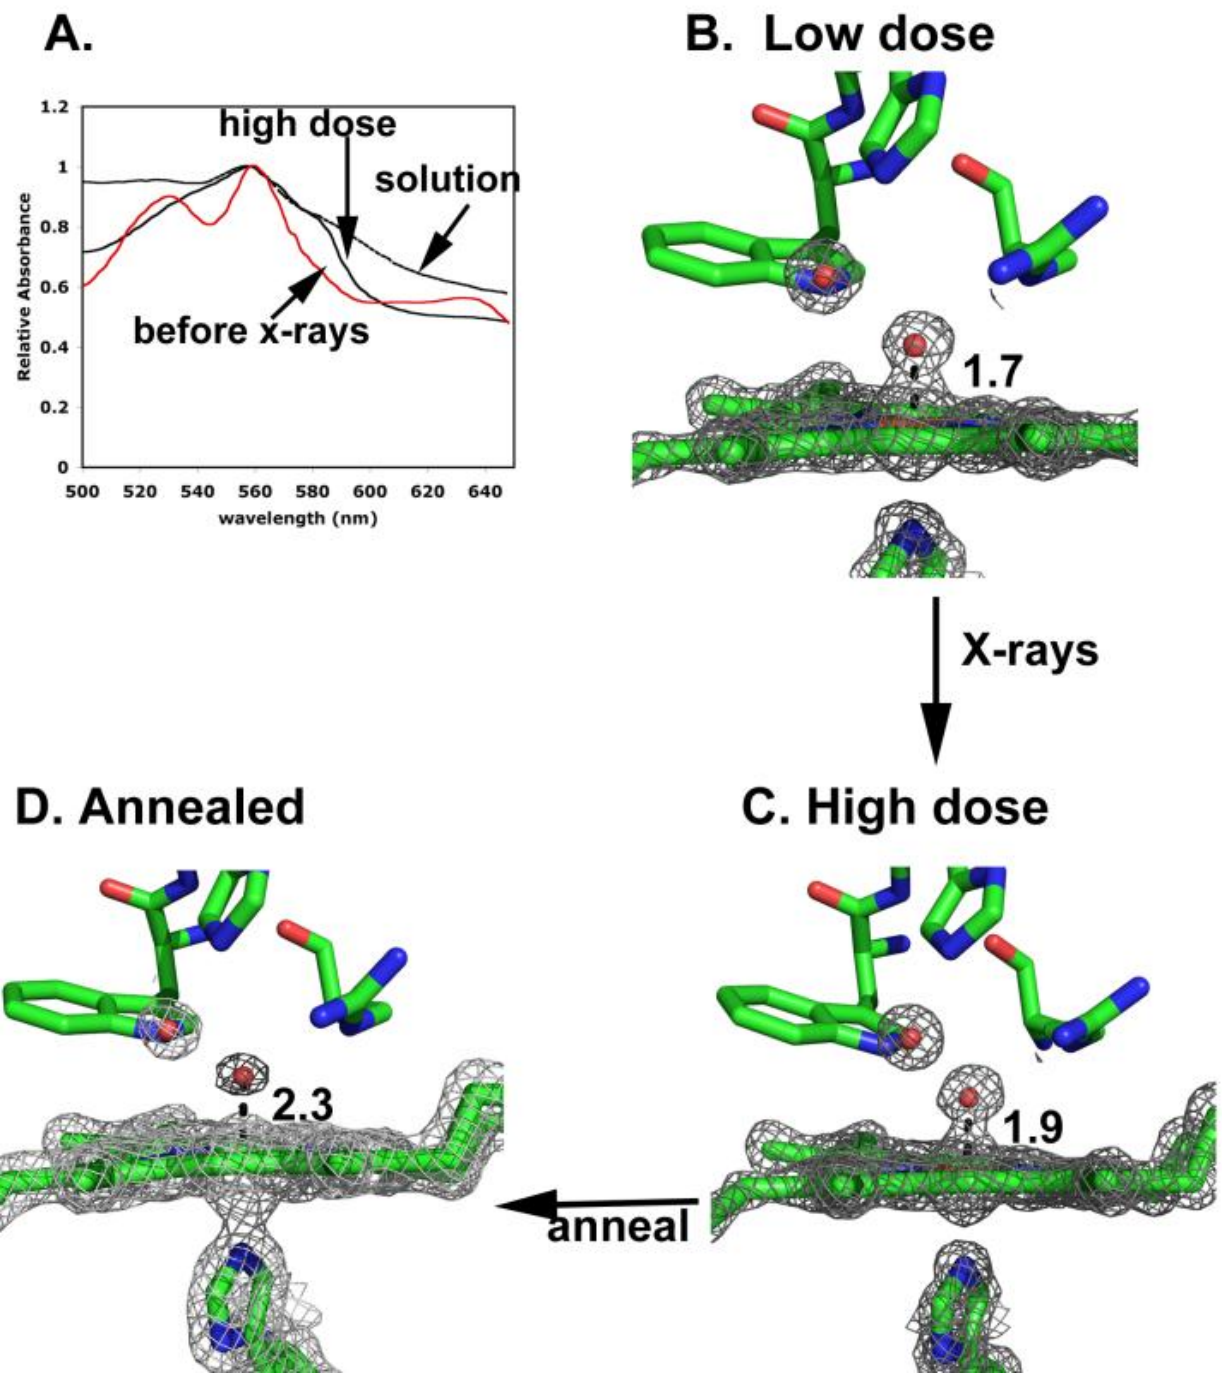 A.
1.2
1
0.8
0.6
0.4
0.2
0
Relative Absorbance
high dose
solution
before x-rays
500 520 540 560 580 600 620 640
wavelength (nm)
B. Low dose
1.7
X-rays
D. Annealed
2.3
C. High dose
1.9
anneal